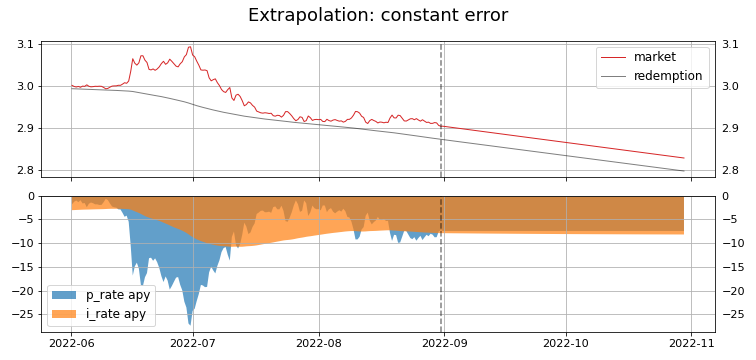 Extrapolation: constant error
3.1 3.1
market
redemption
3.0 3.0
2.9 2.9
2.8 2.8
0 0
−5 −5
−10 −10
−15 −15
−20 −20
−25 −25
p_rate apy
i_rate apy
2022-06 2022-07 2022-08 2022-09 2022-10 2022-11